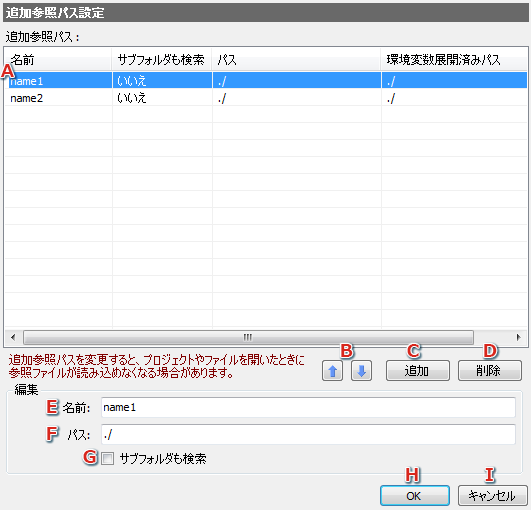 追加参照パス設定
追加参照パス :
名前 サブフォルダも検索 パス 環境変数展開済みパス
A name1 いいえ ./ ./
name2 いいえ ./ ./
追加参照パスを変更すると、プロジェクトやファイルを開いたときに
参照ファイルが読み込めなくなる場合があります。
B C D
追加 削除
編集
E 名前: name1
F パス: ./
G サブフォルダも検索
H I
OK キャンセル